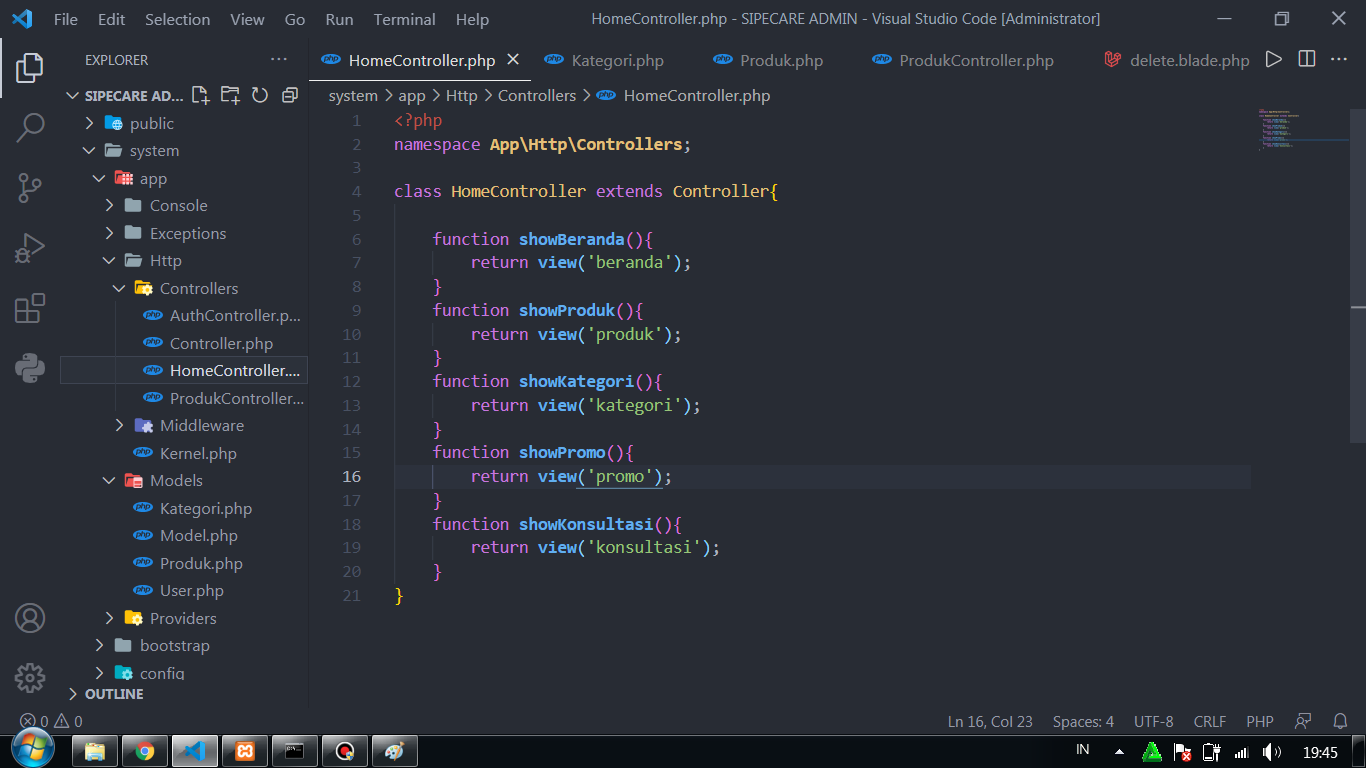 File Edit Selection View Go Run Terminal Help HomeController.php - SIPECARE ADMIN - Visual Studio Code [Administrator]
EXPLORER
SIPECARE AD...
public
system
app
Console
Exceptions
Http
Controllers
AuthController.p...
Controller.php
HomeController....
ProdukController...
Middleware
Kernel.php
Models
Kategori.php
Model.php
Produk.php
User.php
Providers
bootstrap
config
OUTLINE
HomeController.php Kategori.php Produk.php ProdukController.php delete.blade.php
system > app > Http > Controllers > HomeController.php
1 <?php
2 namespace App\Http\Controllers;
3
4 class HomeController extends Controller{
5
6 function showBeranda(){
7 return view('beranda');
8 }
9 function showProduk(){
10 return view('produk');
11 }
12 function showKategori(){
13 return view('kategori');
14 }
15 function showPromo(){
16 return view('promo');
17 }
18 function showKonsultasi(){
19 return view('konsultasi');
20 }
21 }
0 0 Ln 16, Col 23 Spaces: 4 UTF-8 CRLF PHP
IN 19:45